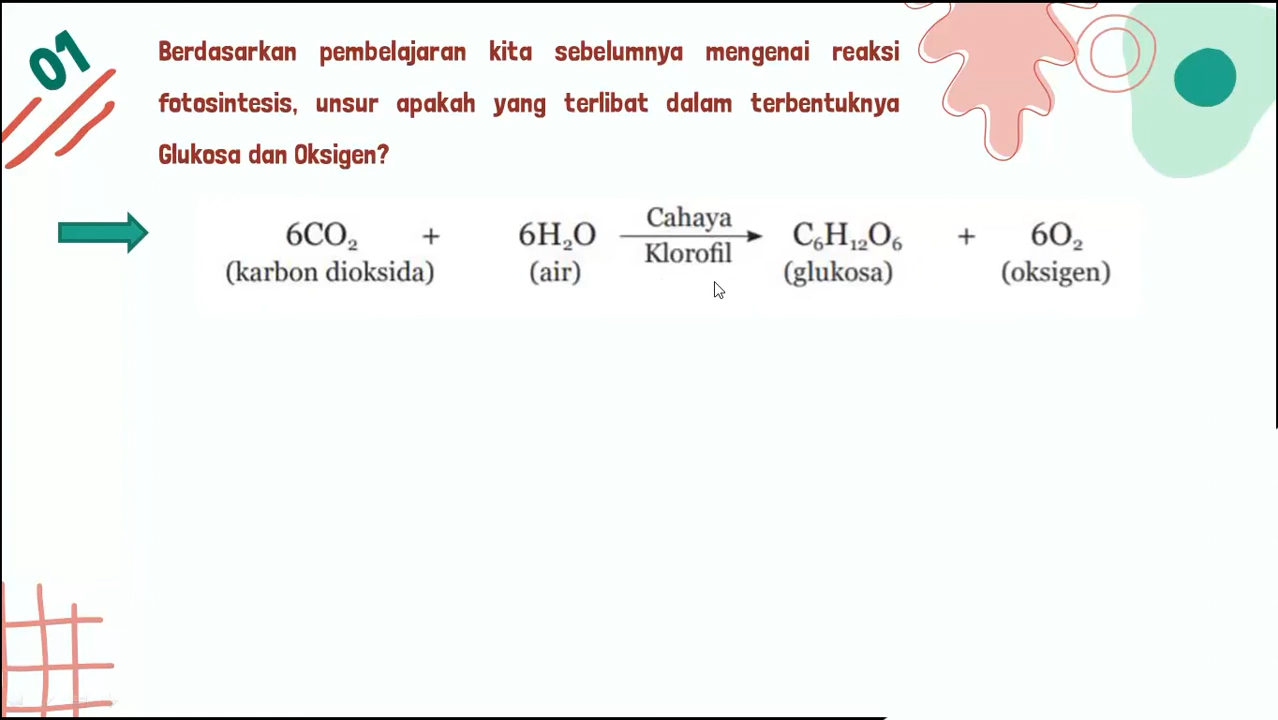 01
Berdasarkan pembelajaran kita sebelumnya mengenai reaksi
fotosintesis, unsur apakah yang terlibat dalam terbentuknya
Glukosa dan Oksigen?
6CO₂ + 6H₂O Cahaya C₆H₁₂O₆ + 6O₂
Klorofil
(karbon dioksida) (air) (glukosa) (oksigen)